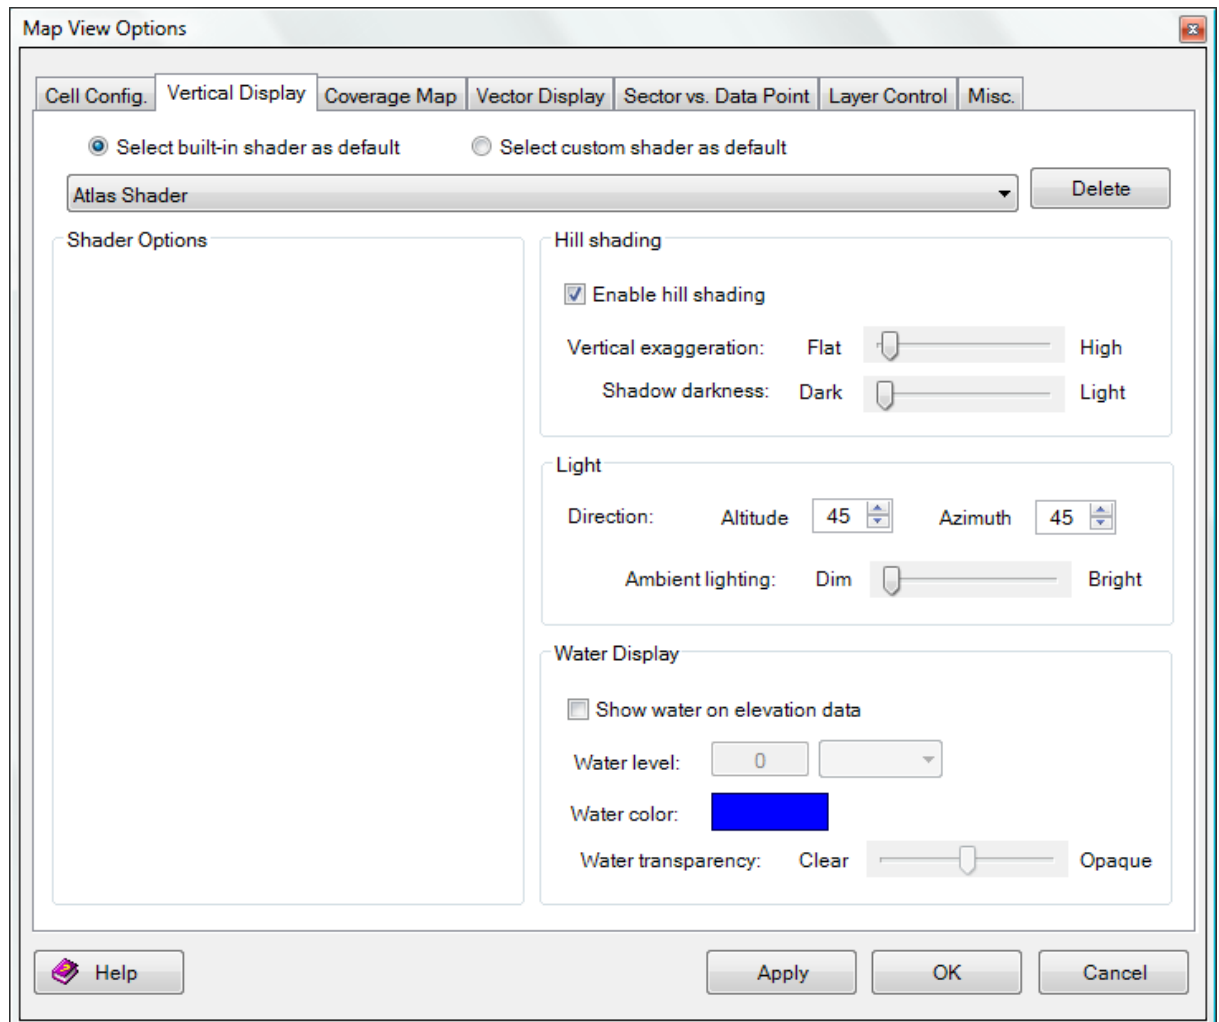 Map View Options
Cell Config. Vertical Display Coverage Map Vector Display Sector vs. Data Point Layer Control Misc.
Select built-in shader as default Select custom shader as default
Atlas Shader Delete
Shader Options
Hill shading
Enable hill shading
Vertical exaggeration: Flat High
Shadow darkness: Dark Light
Light
Direction: Altitude 45 Azimuth 45
Ambient lighting: Dim Bright
Water Display
Show water on elevation data
Water level: 0
Water color:
Water transparency: Clear Opaque
Help Apply OK Cancel